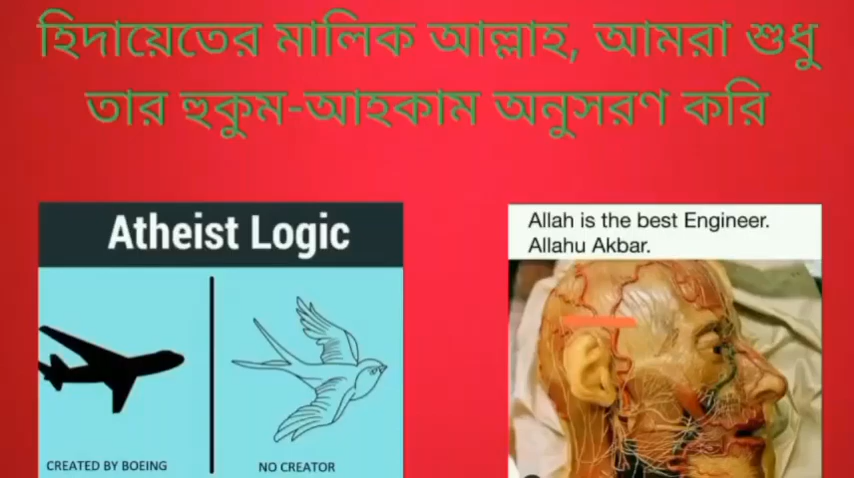 হিদায়েতের মালিক আল্লাহ, আমরা শুধু
তার হুকুম-আহকাম অনুসরণ করি
Atheist Logic
CREATED BY BOEING
NO CREATOR
Allah is the best Engineer.
Allahu Akbar.